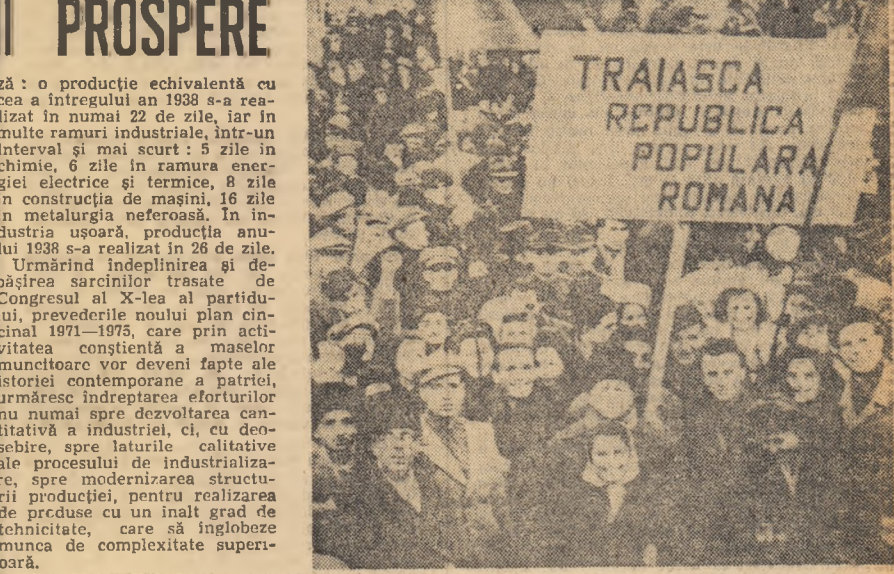 I PROSPERE
ză : o producție echivalentă cu
cea a întregului an 1938 s-a rea-
lizat în numai 22 de zile, iar în
multe ramuri industriale, într-un
interval și mai scurt : 5 zile în
chimie, 6 zile în ramura ener-
giei electrice și termice, 8 zile
în construcția de mașini, 16 zile
în metalurgia neferoasă. În in-
dustria ușoară, producția anu-
lui 1938 s-a realizat în 26 de zile.
Urmărind îndeplinirea și de-
pășirea sarcinilor trasate de
Congresul al X-lea al partidu-
lui, prevederile noului plan cin-
cinal 1971—1975, care prin acti-
vitatea conștientă a maselor
muncitoare vor deveni fapte ale
istoriei contemporane a patriei,
urmăresc îndreptarea eforturilor
nu numai spre dezvoltarea can-
titativă a industriei, ci, cu deo-
sebire, spre laturile calitative
ale procesului de industrializa-
re, spre modernizarea structu-
rii producției, pentru realizarea
de produse cu un înalt grad de
tehnicitate, care să înglobeze
munca de complexitate superi-
oară.
TRAIASCA
REPUBLICA
POPULARA
ROMANA